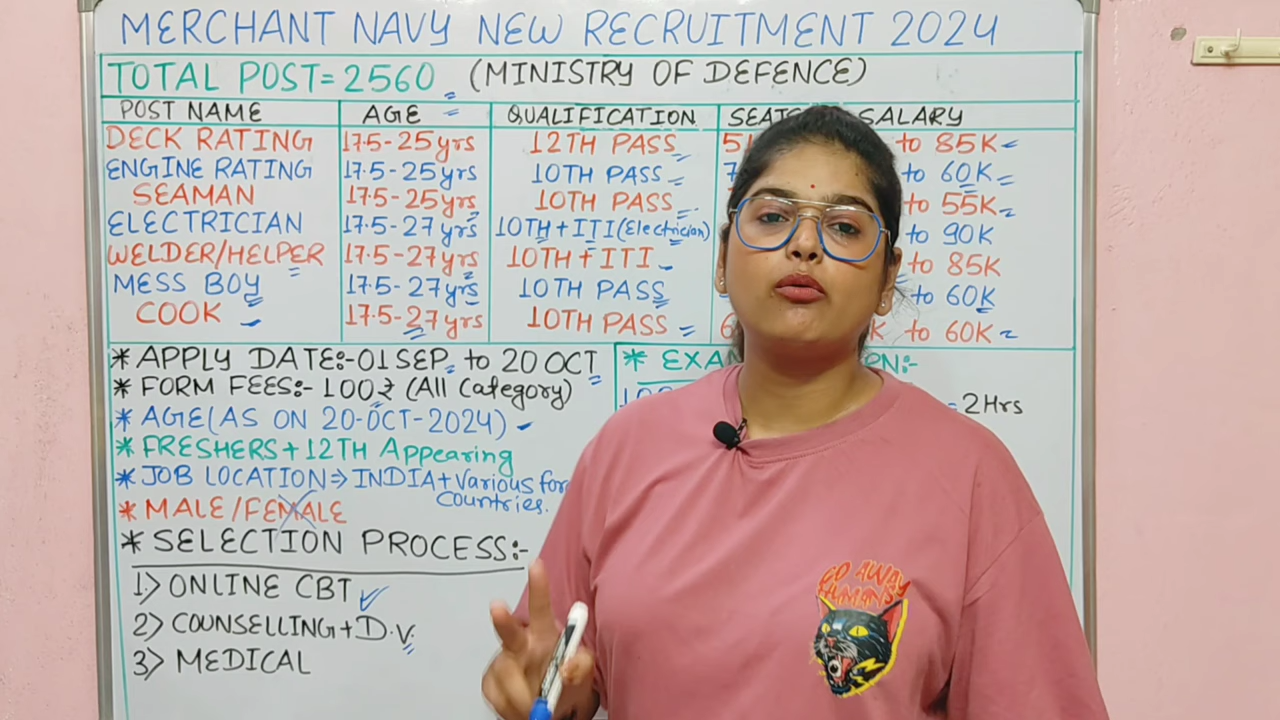 MERCHANT NAVY NEW RECRUITMENT 2024
TOTAL POST=2560 (MINISTRY OF DEFENCE)
POST NAME AGE QUALIFICATION SEATS SALARY
DECK RATING 17.5-25yrs 12TH PASS to 85K
ENGINE RATING 17.5-25yrs 10TH PASS to 60K
SEAMAN 17.5-25yrs 10TH PASS to 55K
ELECTRICIAN 17.5-27yrs 10TH+ITI(Electrician) to 90K
WELDER/HELPER 17.5-27yrs 10TH+ITI to 85K
MESS BOY 17.5-27yrs 10TH PASS to 60K
COOK 17.5-27yrs 10TH PASS K to 60K
* APPLY DATE:-01 SEP to 20 OCT
* FORM FEES:- 100₹ (All Category)
* AGE(AS ON 20-OCT-2024)
* FRESHERS+12TH Appearing
* JOB LOCATION⇒INDIA+Various
Countries.
* MALE/FEMALE
* SELECTION PROCESS:-
1.> ONLINE CBT ✓
2> COUNSELLING+D.V.
3> MEDICAL
* EXA RN:-
= 2Hrs
GO AWAY
HUMANS